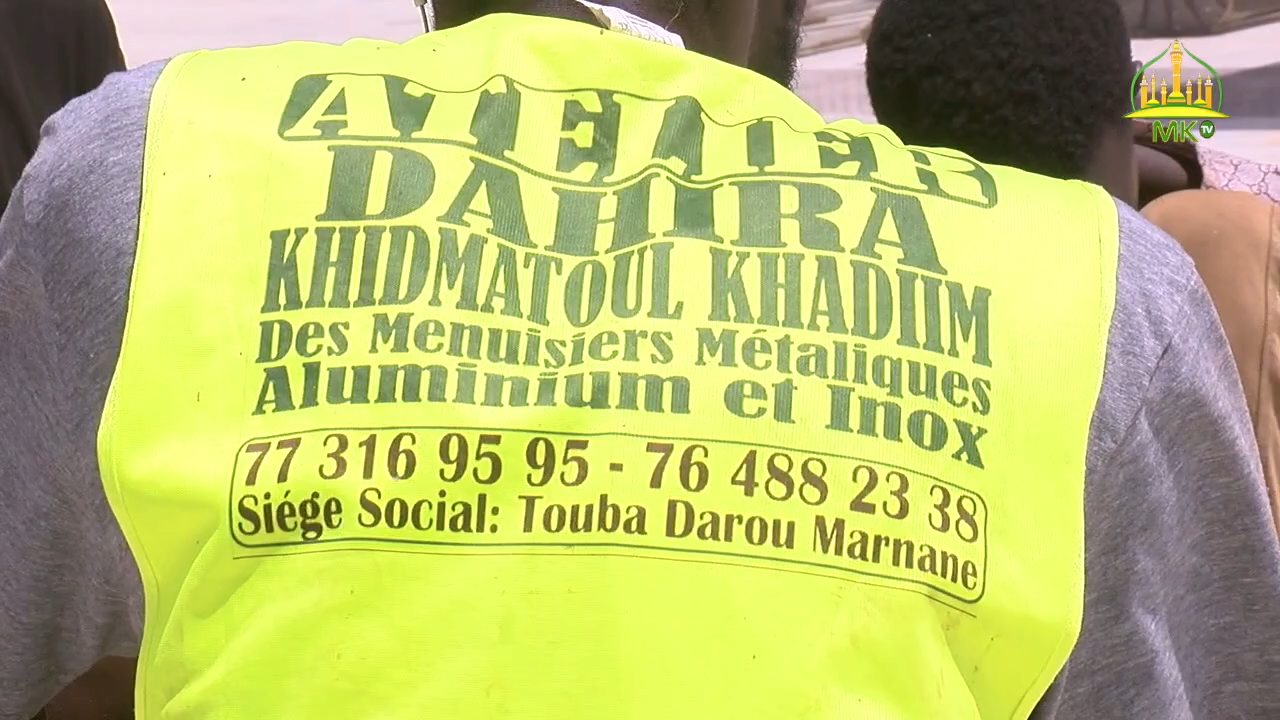 ATELIER
DAHIRA
KHIDMATOUL KHADIIM
Des Menuisiers Métaliques
Aluminium et Inox
77 316 95 95 - 76 488 23 38
Siége Social: Touba Darou Marnane
MK TV